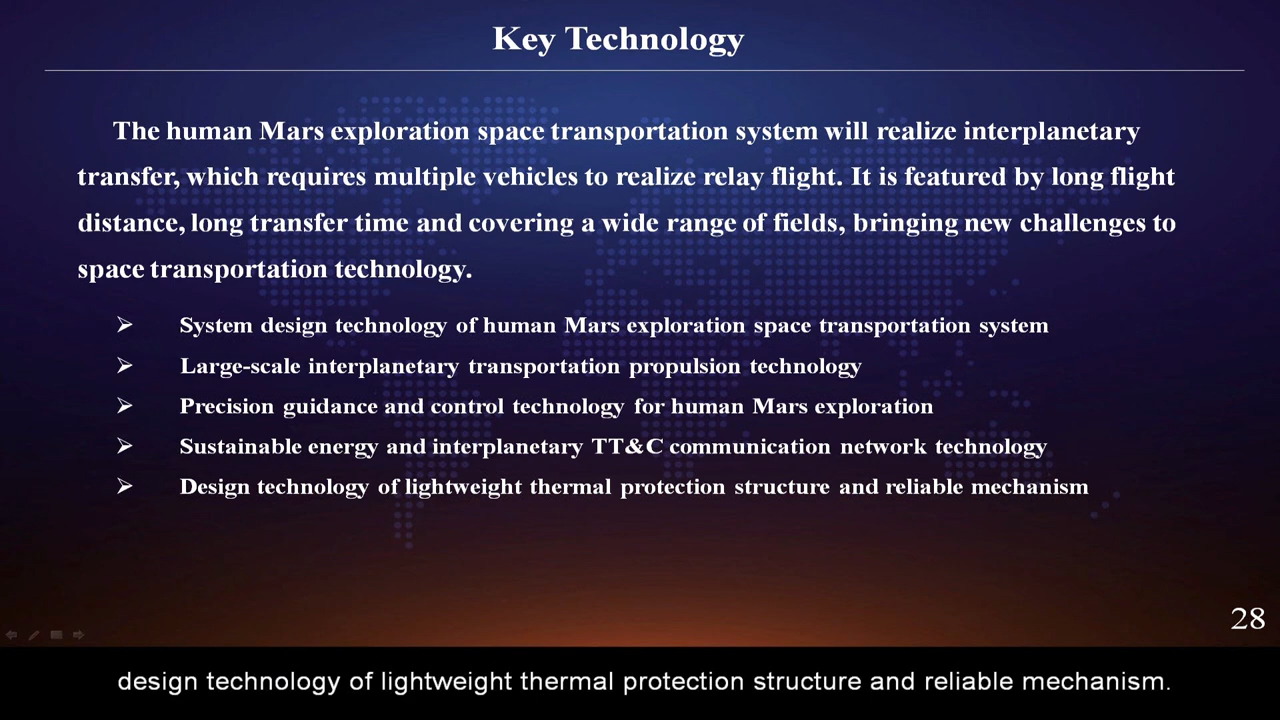 Key Technology
The human Mars exploration space transportation system will realize interplanetary
transfer, which requires multiple vehicles to realize relay flight. It is featured by long flight
distance, long transfer time and covering a wide range of fields, bringing new challenges to
space transportation technology.
➢ System design technology of human Mars exploration space transportation system
➢ Large-scale interplanetary transportation propulsion technology
➢ Precision guidance and control technology for human Mars exploration
➢ Sustainable energy and interplanetary TT&C communication network technology
➢ Design technology of lightweight thermal protection structure and reliable mechanism
28
design technology of lightweight thermal protection structure and reliable mechanism.